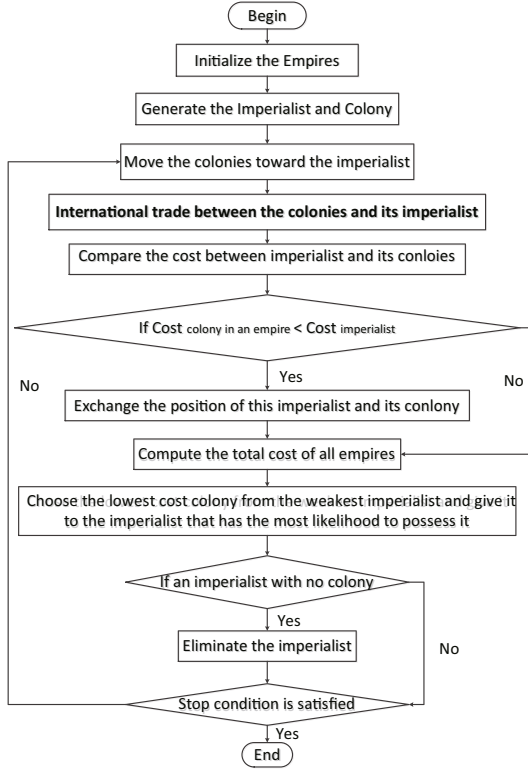 Begin
Initialize the Empires
Generate the Imperialist and Colony
Move the colonies toward the imperialist
International trade between the colonies and its imperialist
Compare the cost between imperialist and its conloies
If Cost colony in an empire < Cost imperialist
No
Yes
No
Exchange the position of this imperialist and its conlony
Compute the total cost of all empires
Choose the lowest cost colony from the weakest imperialist and give it
to the imperialist that has the most likelihood to possess it
If an imperialist with no colony
Yes
Eliminate the imperialist
No
Stop condition is satisfied
Yes
End